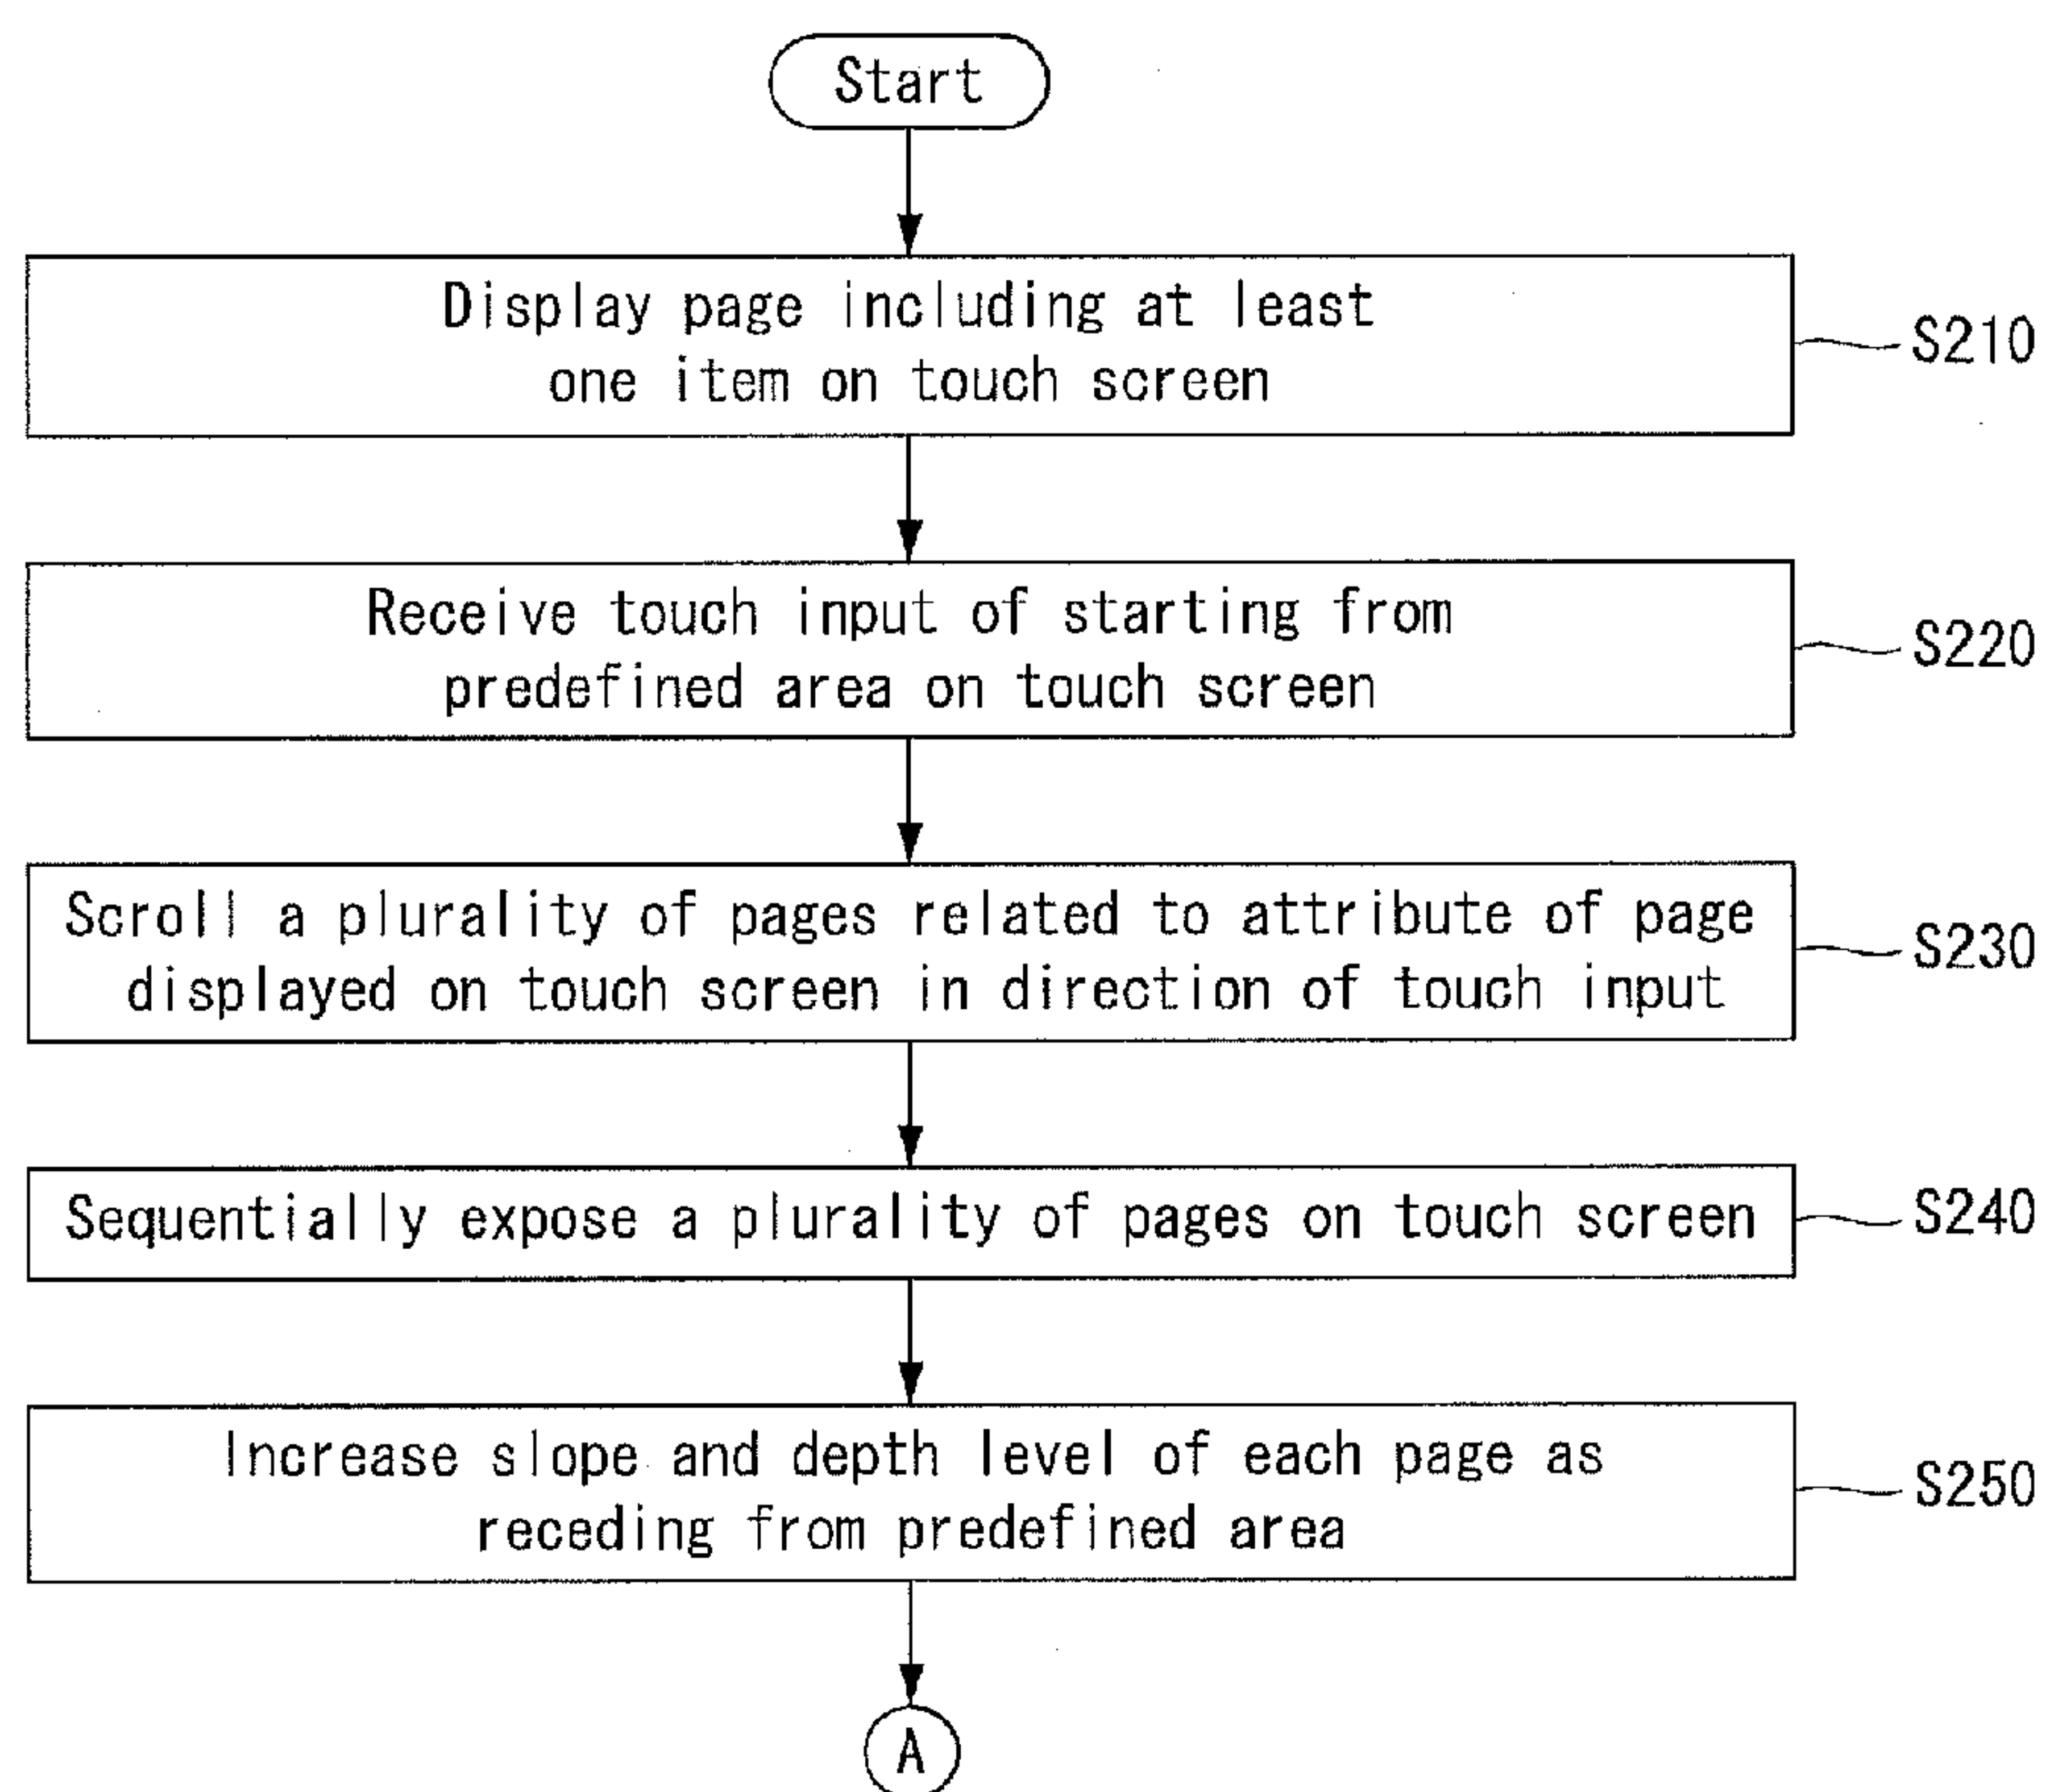 Start
Display page including at least
one item on touch screen
S210
Receive touch input of starting from
predefined area on touch screen
S220
Scroll a plurality of pages related to attribute of page
displayed on touch screen in direction of touch input
S230
Sequentially expose a plurality of pages on touch screen
S240
Increase slope and depth level of each page as
receding from predefined area
S250
A